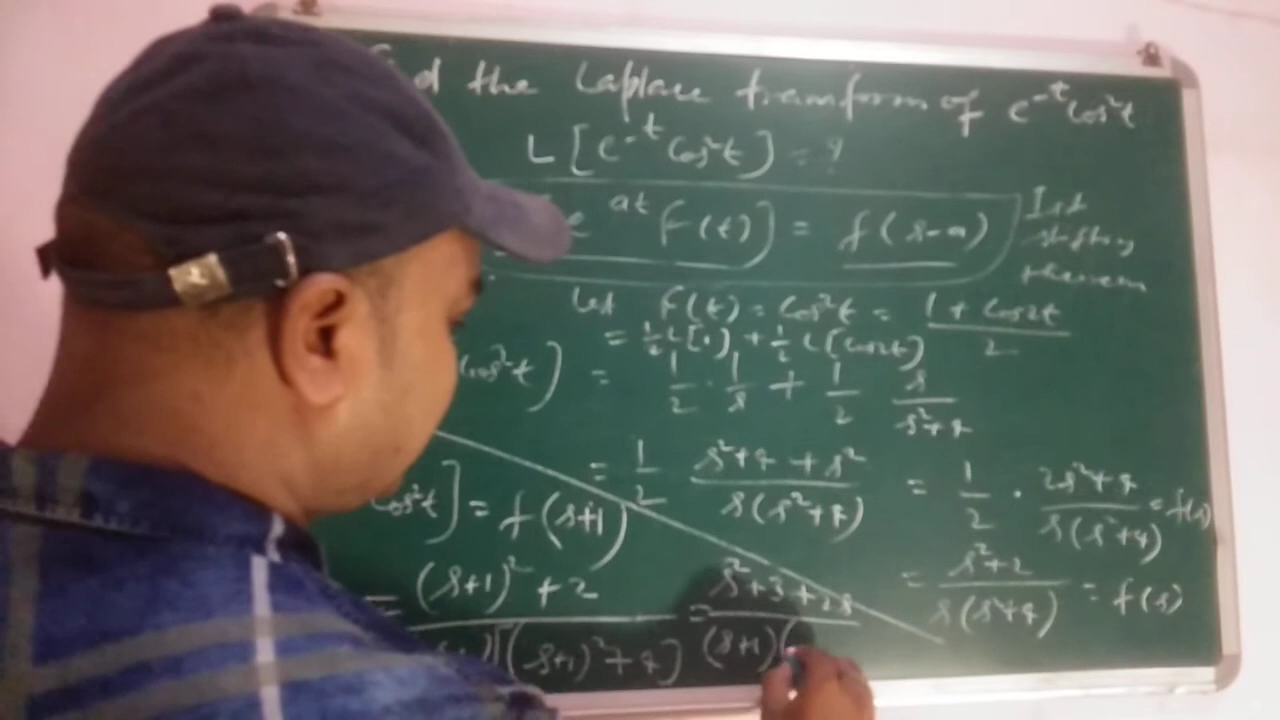 the Laplace transform of e^-t cos²t
L[e^-t cos²t] = ?
e^at F(t)] = f(s-a)
Ist shifting theorem
Let F(t) = cos²t = (1 + cos2t)/2
= ½L[1] + ½L[cos2t]
cos²t) = 1/2 · 1/s + 1/2 s/(s²+4)
= 1/2 (s²+4+s²)/(s(s²+4)) = 1/2 · (2s²+4)/(s(s²+4)) = f(s)
cos²t] = f(s+1)
= (s²+2)/(s(s²+4)) = f(s)
= ((s+1)²+2)/([(s+1)²+4] = (s²+3+2s)/((s+1)(